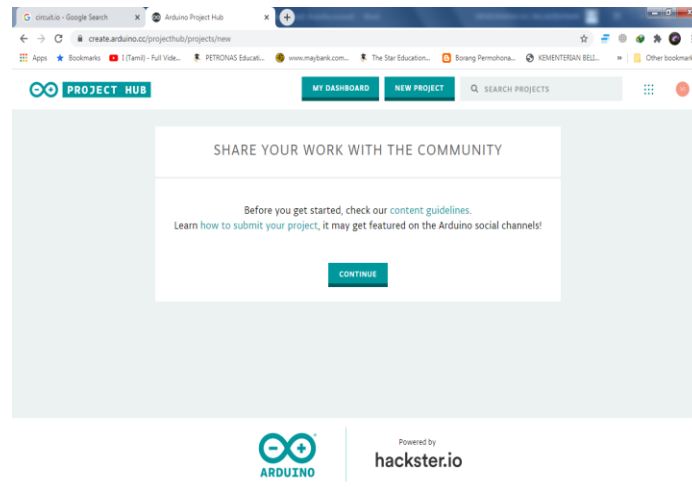 circuit.io - Google Search
Arduino Project Hub
create.arduino.cc/projecthub/projects/new
Apps
Bookmarks
I (Tamil) - Full Vide...
PETRONAS Educati...
www.maybank.com...
The Star Education...
Borang Permohona...
KEMENTERIAN BELI...
Other bookmark
PROJECT HUB
MY DASHBOARD
NEW PROJECT
SEARCH PROJECTS
SHARE YOUR WORK WITH THE COMMUNITY
Before you get started, check our content guidelines.
Learn how to submit your project, it may get featured on the Arduino social channels!
CONTINUE
ARDUINO
Powered by
hackster.io